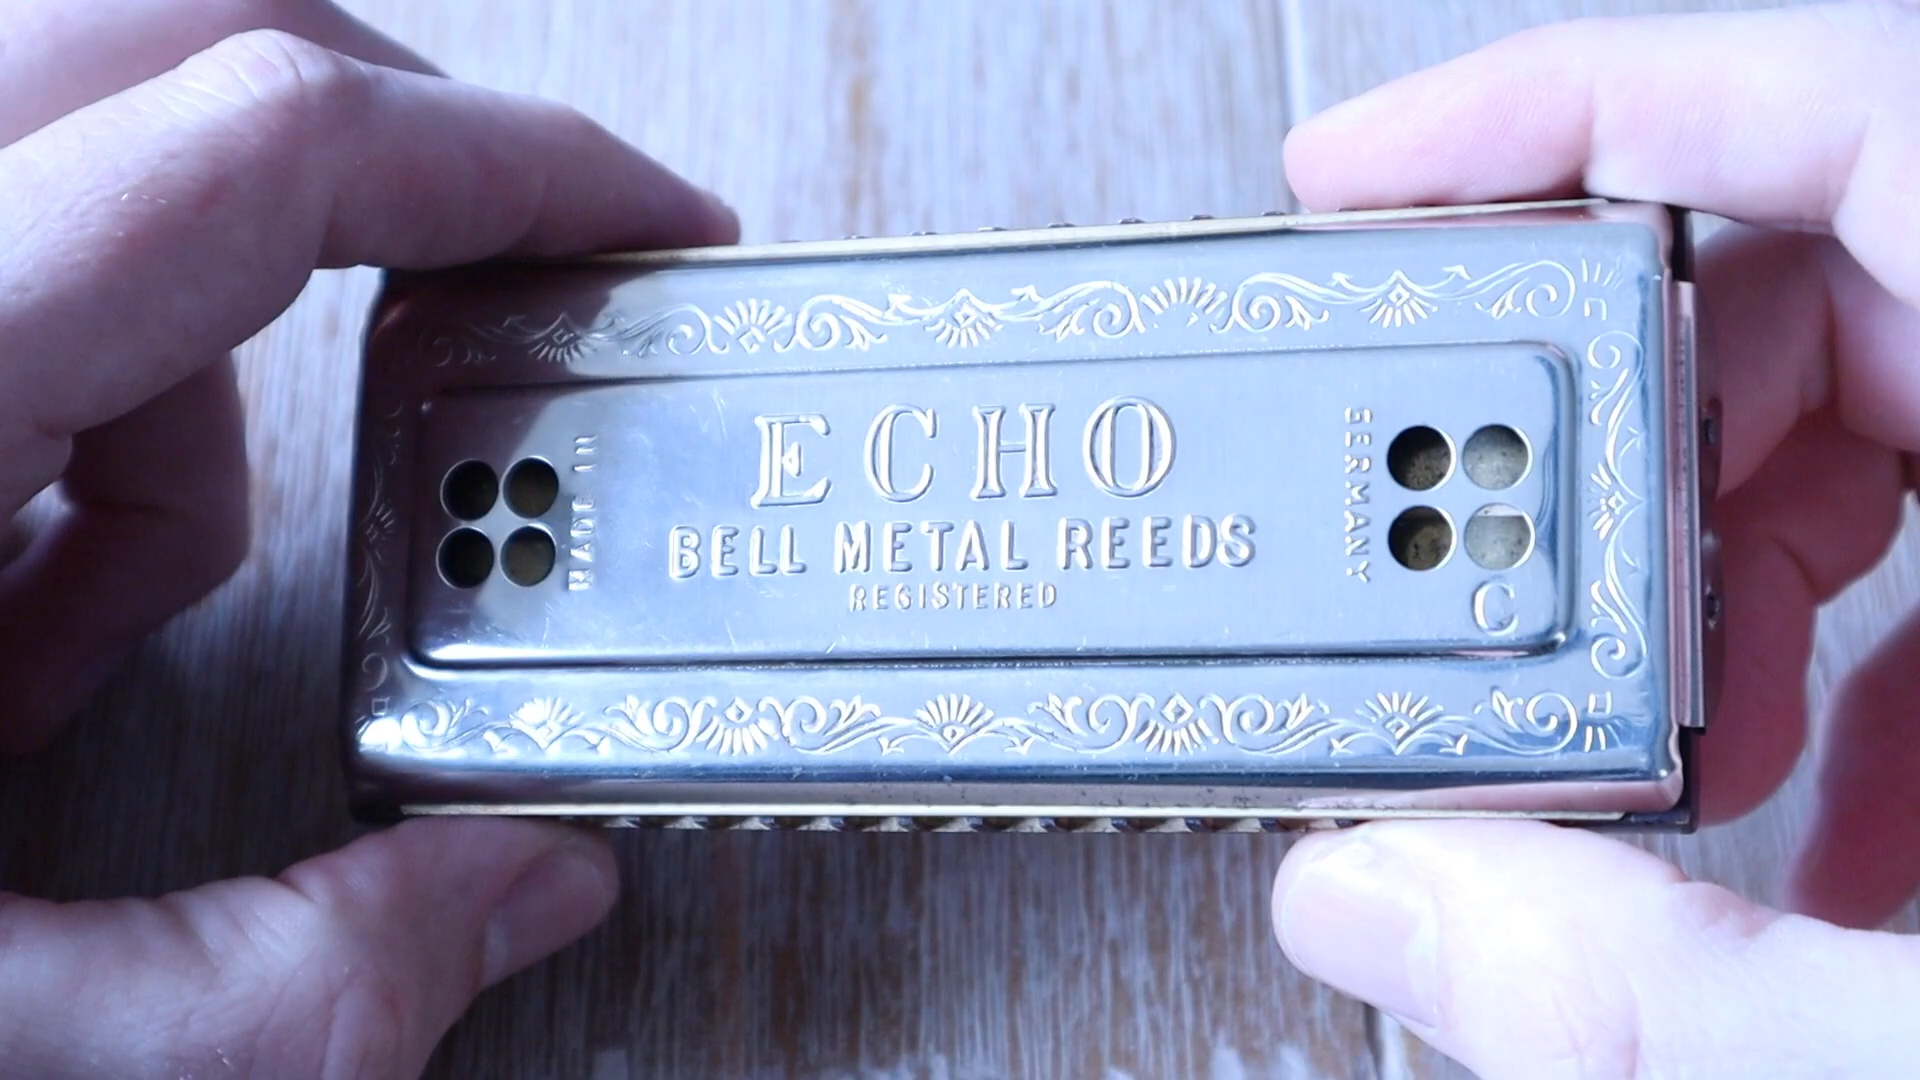 ECHO
BELL METAL REEDS
REGISTERED
MADE IN
GERMANY
C